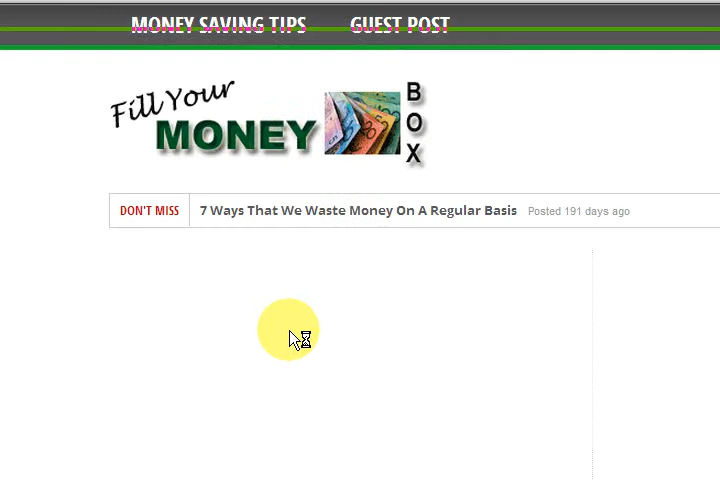 MONEY SAVING TIPS GUEST POST
Fill Your
MONEY
BOX
DON'T MISS 7 Ways That We Waste Money On A Regular Basis Posted 191 days ago